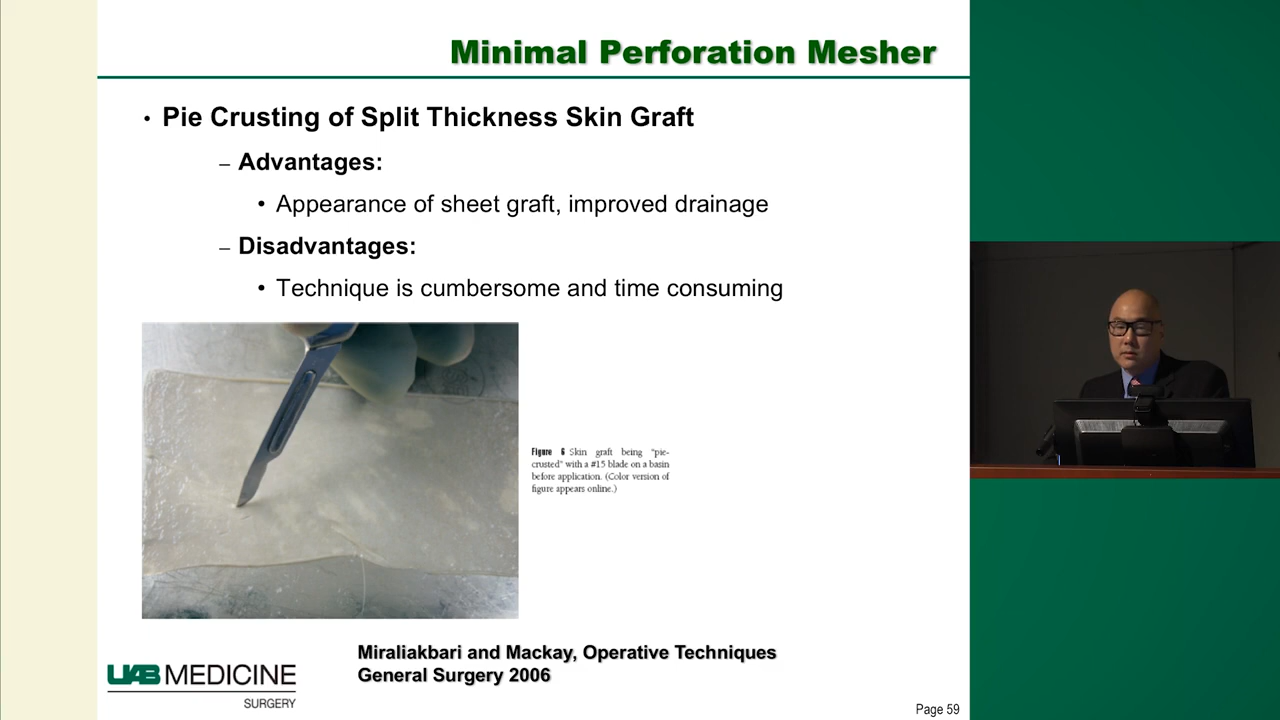 Minimal Perforation Mesher
• Pie Crusting of Split Thickness Skin Graft
– Advantages:
• Appearance of sheet graft, improved drainage
– Disadvantages:
• Technique is cumbersome and time consuming
Figure 6 Skin graft being "pie-
crusted" with a #15 blade on a basin
before application. (Color version of
figure appears online.)
Miraliakbari and Mackay, Operative Techniques
General Surgery 2006
UAB MEDICINE
SURGERY
Page 59